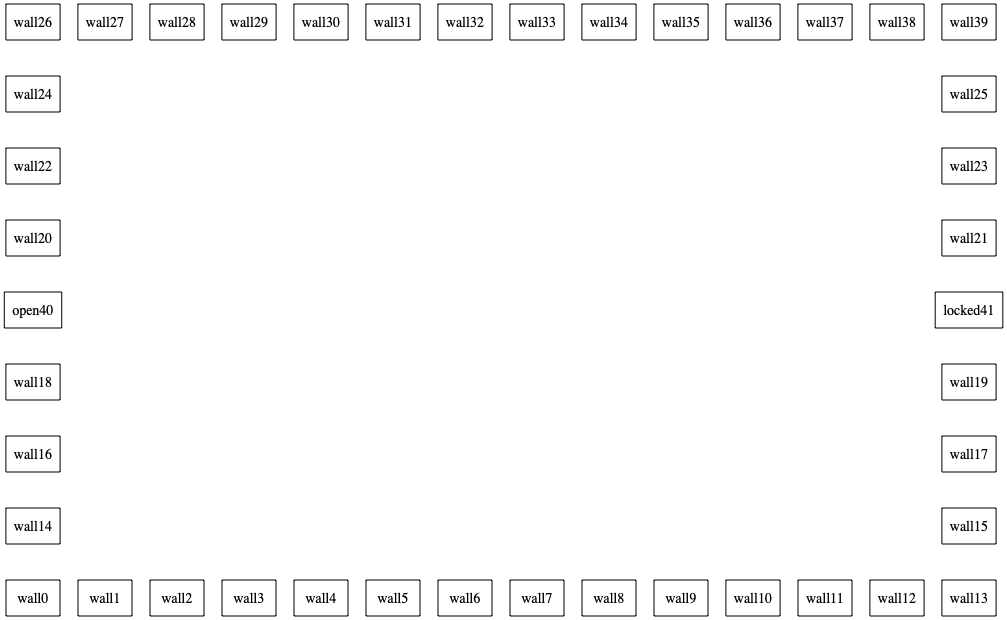 wall26 wall27 wall28 wall29 wall30 wall31 wall32 wall33 wall34 wall35 wall36 wall37 wall38 wall39
wall24 wall25
wall22 wall23
wall20 wall21
open40 locked41
wall18 wall19
wall16 wall17
wall14 wall15
wall0 wall1 wall2 wall3 wall4 wall5 wall6 wall7 wall8 wall9 wall10 wall11 wall12 wall13